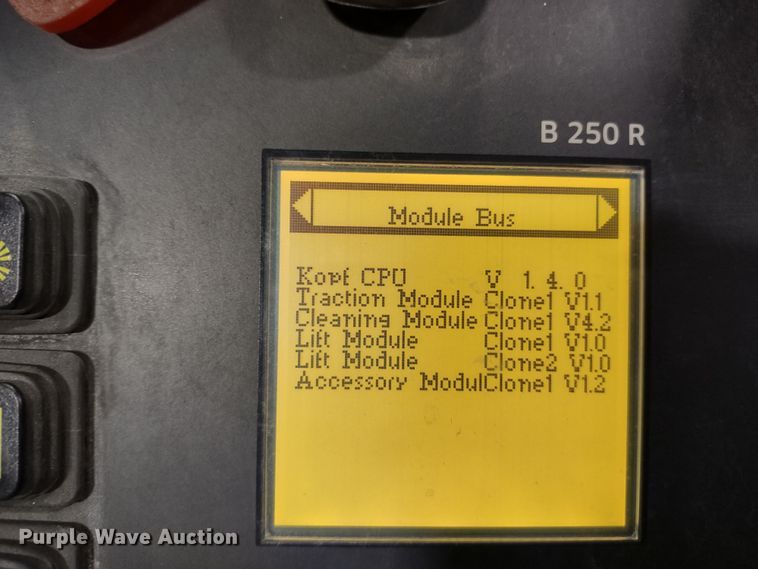 B 250 R
Module Bus
Kopf CPU V 1.4.0
Traction Module Clone1 V1.1
Cleaning Module Clone1 V4.2
Lift Module Clone1 V1.0
Lift Module Clone2 V1.0
Accessory ModulClone1 V1.2
Purple Wave Auction